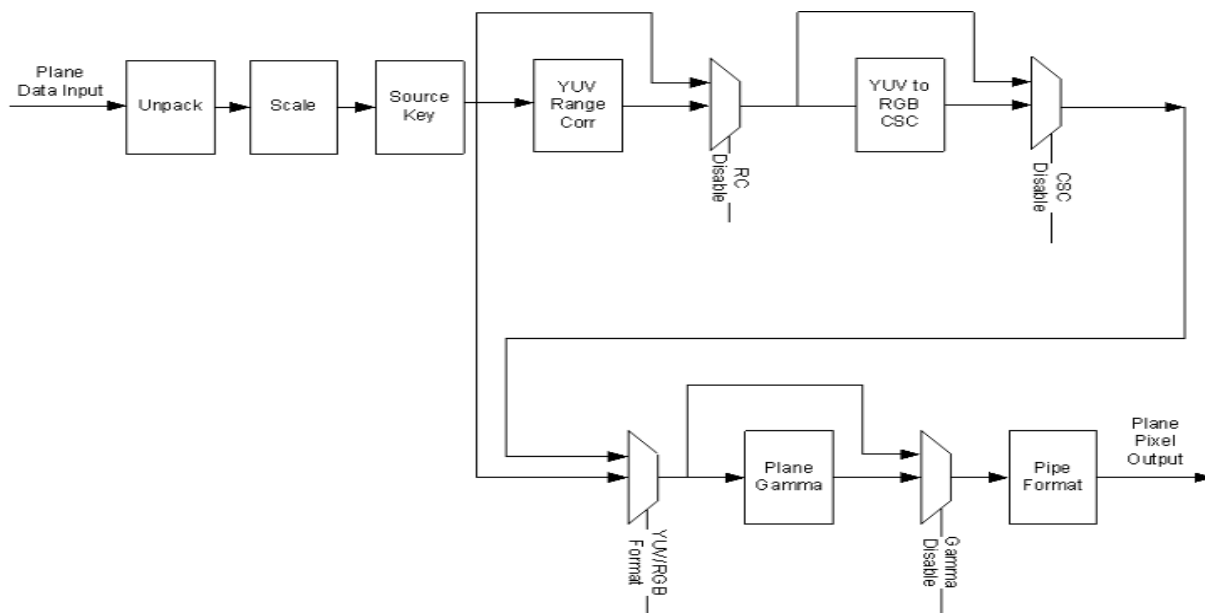 Plane
Data Input
Unpack
Scale
Source
Key
YUV
Range
Corr
RC
Disable
YUV to
RGB
CSC
CSC
Disable
YUV/RGB
Format
Plane
Gamma
Gamma
Disable
Pipe
Format
Plane
Pixel
Output